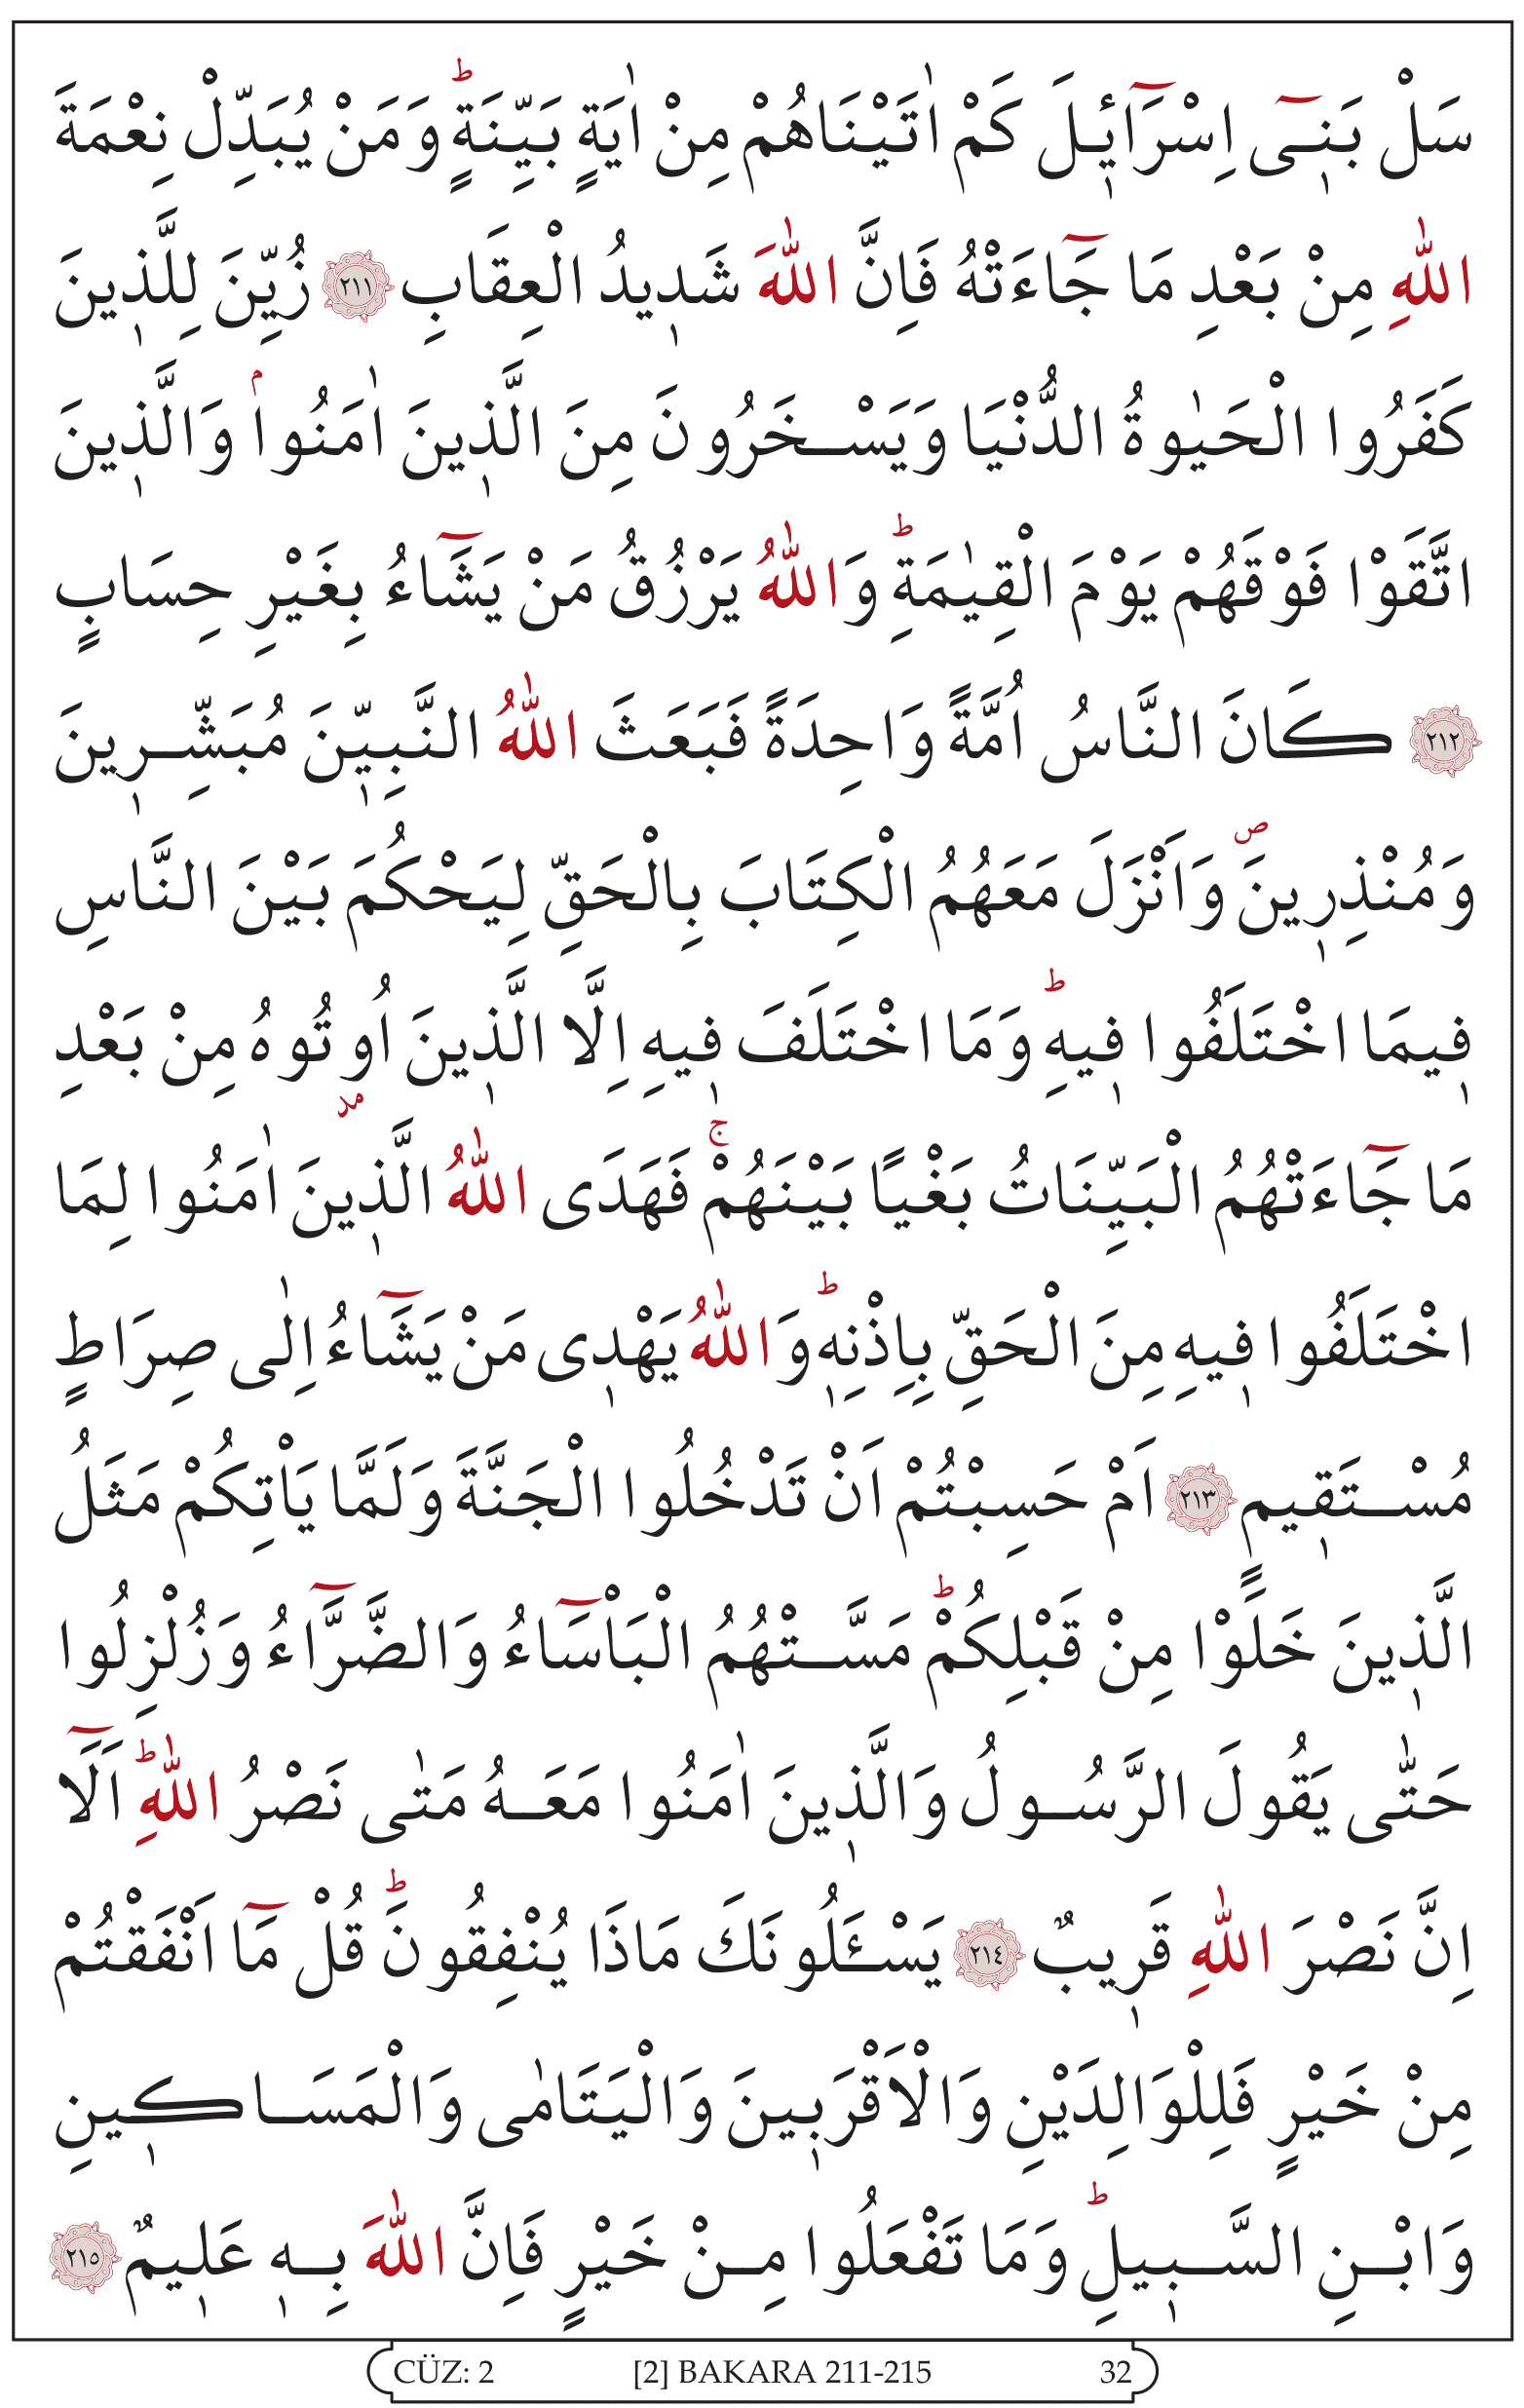 سَلْ بَنٖٓى اِسْرَٓائٖلَ كَمْ اٰتَيْنَاهُمْ مِنْ اٰيَةٍ بَيِّنَةٍؕ وَمَنْ يُبَدِّلْ نِعْمَةَ
اللّٰهِ مِنْ بَعْدِ مَا جَٓاءَتْهُ فَاِنَّ اللّٰهَ شَدٖيدُ الْعِقَابِ ﴿٢١١﴾ زُيِّنَ لِلَّذٖينَ
كَفَرُوا الْحَيٰوةُ الدُّنْيَا وَيَسْخَرُونَ مِنَ الَّذٖينَ اٰمَنُواۘ وَالَّذٖينَ
اتَّقَوْا فَوْقَهُمْ يَوْمَ الْقِيٰمَةِؕ وَاللّٰهُ يَرْزُقُ مَنْ يَشَٓاءُ بِغَيْرِ حِسَابٍ
﴿٢١٢﴾ كَانَ النَّاسُ اُمَّةً وَاحِدَةً فَبَعَثَ اللّٰهُ النَّبِيّٖنَ مُبَشِّرٖينَ
وَمُنْذِرٖينَࣕ وَاَنْزَلَ مَعَهُمُ الْكِتَابَ بِالْحَقِّ لِيَحْكُمَ بَيْنَ النَّاسِ
فٖيمَا اخْتَلَفُوا فٖيهِؕ وَمَا اخْتَلَفَ فٖيهِ اِلَّا الَّذٖينَ اُو۫تُوهُ مِنْ بَعْدِ
مَا جَٓاءَتْهُمُ الْبَيِّنَاتُ بَغْيًا بَيْنَهُمْۚ فَهَدَى اللّٰهُ الَّذٖينَ اٰمَنُوا لِمَا
اخْتَلَفُوا فٖيهِ مِنَ الْحَقِّ بِاِذْنِهٖؕ وَاللّٰهُ يَهْدٖى مَنْ يَشَٓاءُ اِلٰى صِرَاطٍ
مُسْتَقٖيمٍ ﴿٢١٣﴾ اَمْ حَسِبْتُمْ اَنْ تَدْخُلُوا الْجَنَّةَ وَلَمَّا يَاْتِكُمْ مَثَلُ
الَّذٖينَ خَلَوْا مِنْ قَبْلِكُمْؕ مَسَّتْهُمُ الْبَاْسَٓاءُ وَالضَّرَّٓاءُ وَزُلْزِلُوا
حَتّٰى يَقُولَ الرَّسُولُ وَالَّذٖينَ اٰمَنُوا مَعَهُ مَتٰى نَصْرُ اللّٰهِؕ اَلَٓا
اِنَّ نَصْرَ اللّٰهِ قَرٖيبٌ ﴿٢١٤﴾ يَسْـَٔلُونَكَ مَاذَا يُنْفِقُونَؕ قُلْ مَٓا اَنْفَقْتُمْ
مِنْ خَيْرٍ فَلِلْوَالِدَيْنِ وَالْاَقْرَبٖينَ وَالْيَتَامٰى وَالْمَسَاكٖينِ
وَابْنِ السَّبٖيلِؕ وَمَا تَفْعَلُوا مِنْ خَيْرٍ فَاِنَّ اللّٰهَ بِهٖ عَلٖيمٌ ﴿٢١٥﴾
CÜZ: 2 [2] BAKARA 211-215 32